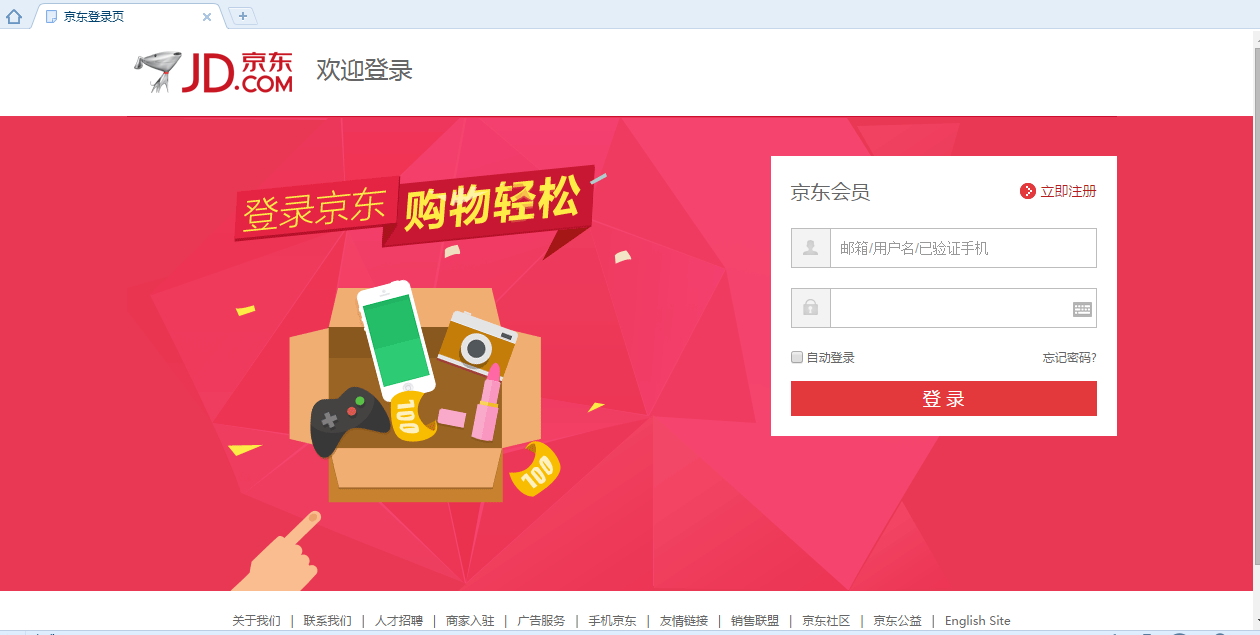 京东登录页
JD京东.COM
欢迎登录
登录京东 购物轻松
100
100
京东会员
立即注册
邮箱/用户名/已验证手机
自动登录
忘记密码?
登 录
关于我们 | 联系我们 | 人才招聘 | 商家入驻 | 广告服务 | 手机京东 | 友情链接 | 销售联盟 | 京东社区 | 京东公益 | English Site